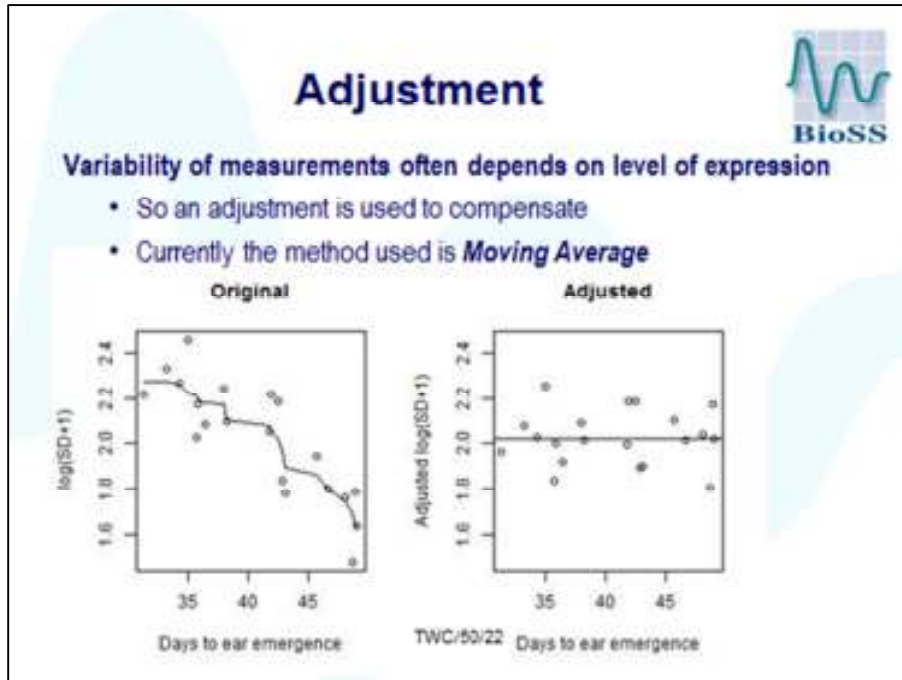 Adjustment
BioSS
Variability of measurements often depends on level of expression
• So an adjustment is used to compensate
• Currently the method used is Moving Average
Original
Adjusted
log(SD+1)
2.4
2.2
2.0
1.8
1.6
35 40 45
Days to ear emergence
Adjusted log(SD+1)
2.4
2.2
2.0
1.8
1.6
35 40 45
Days to ear emergence
TWC/50/22